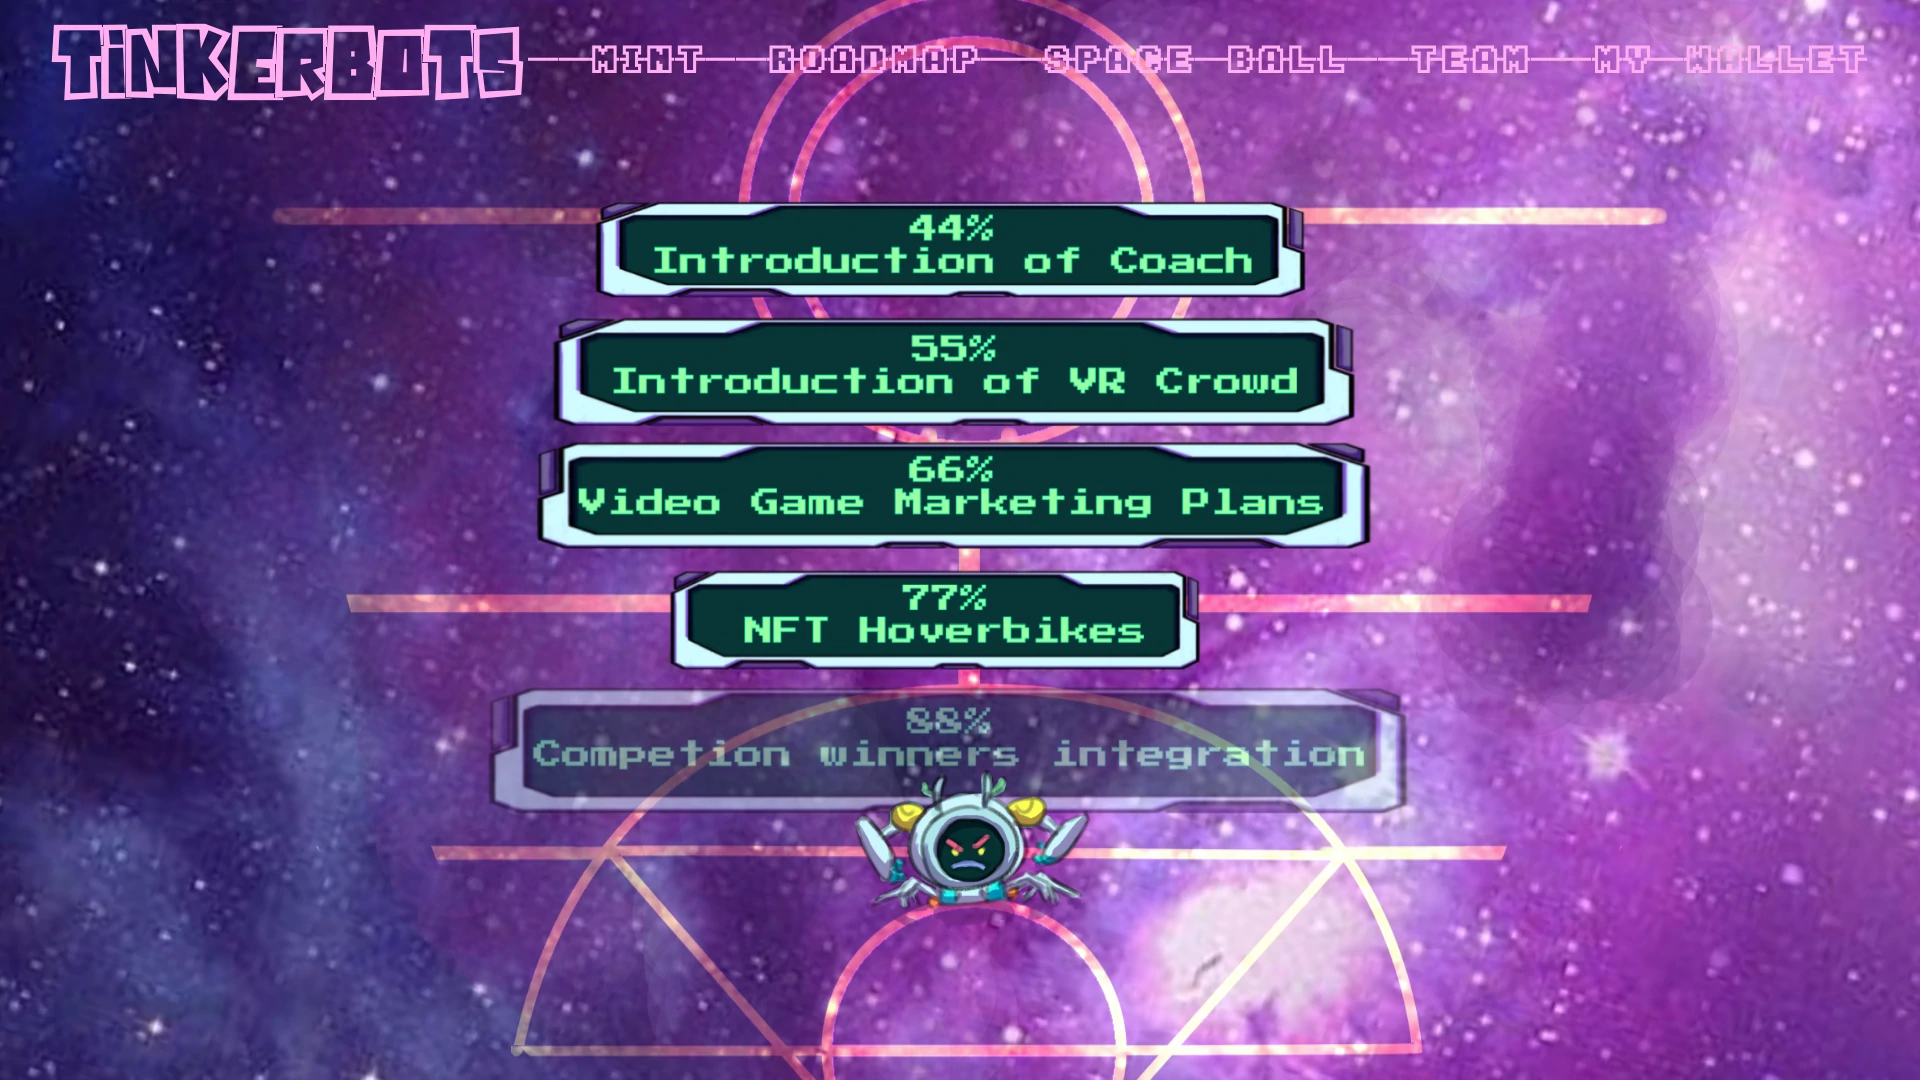 TiNKERBOTS
MINT ROADMAP SPACE BALL TEAM MY WALLET
44%
Introduction of Coach
55%
Introduction of VR Crowd
66%
Video Game Marketing Plans
77%
NFT Hoverbikes
88%
Competion winners integration